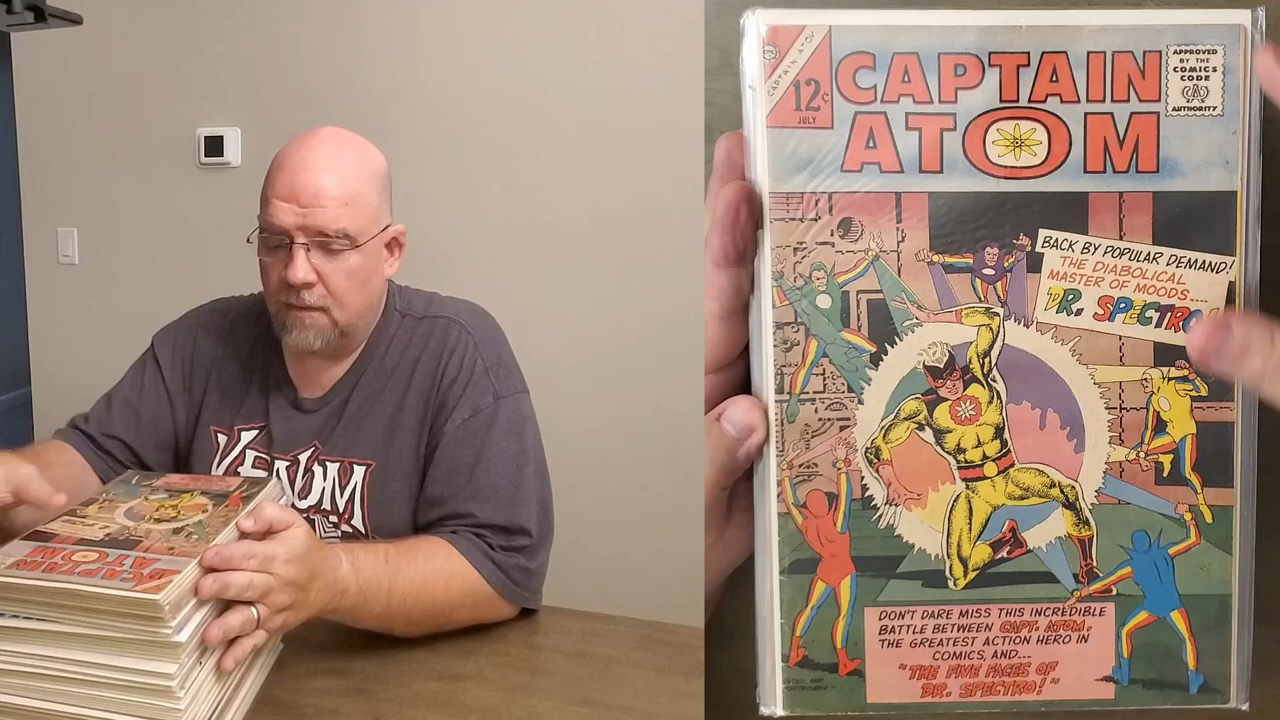 VENOM
CAPTAIN
ATOM
CAPTAIN ATOM
12¢
JULY
CAPTAIN
ATOM
APPROVED
BY THE
COMICS
CODE
CA
AUTHORITY
BACK BY POPULAR DEMAND!
THE DIABOLICAL
MASTER OF MOODS....
DR. SPECTRO
DON'T DARE MISS THIS INCREDIBLE
BATTLE BETWEEN CAPT. ATOM,
THE GREATEST ACTION HERO IN
COMICS, AND...
"THE FIVE FACES OF
DR. SPECTRO!"